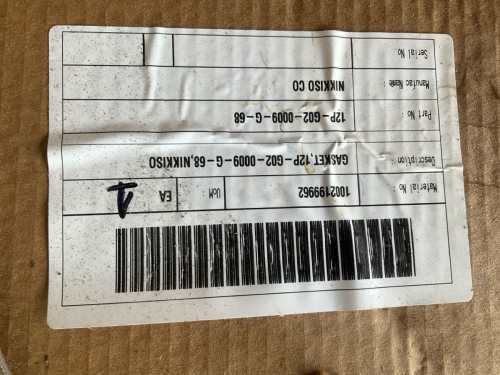 Material No : 1002199962 UoM : EA 1
Description : GASKET,12P-G02-0009-G-68,NIKKISO
Part No : 12P-G02-0009-G-68
Manufac Name : NIKKISO CO
Serial No :